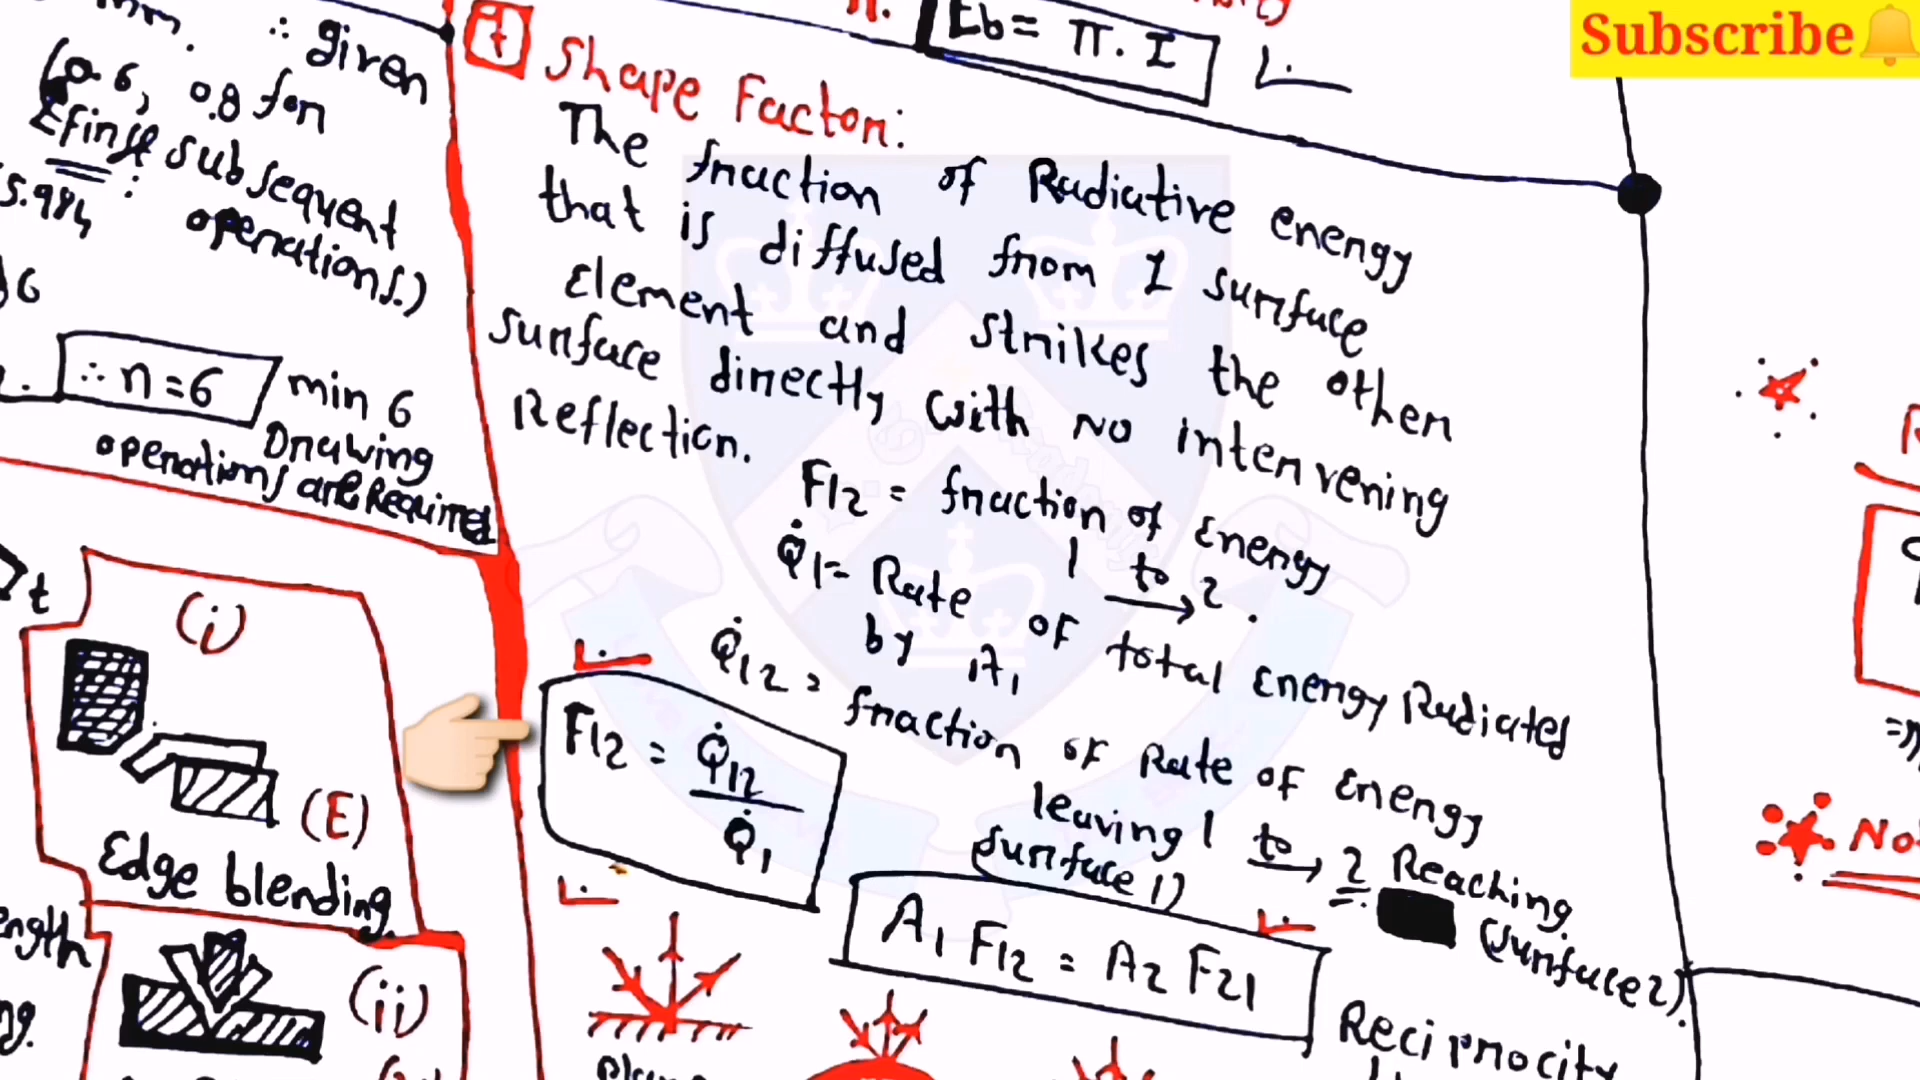 ∴ given
(0.6, 0.8 for
subsequent
operations.)
∴ n = 6
min 6
Drawing
operations are Required
t
(i)
(E)
Edge blending
(ii)
Eb = π. I
Subscribe
Shape Factor:
The fraction of Radiative energy
that is diffused from 1 surface
Element and strikes the other
surface directly with no intervening
Reflection.
F12 = fraction of Energy
1 to 2.
Q̇1 = Rate of total energy Radiated
by A1
Q̇12 = fraction of Rate of Energy
leaving 1 to 2 Reaching
(surface 1)
(surface 2).
F12 = Q̇12 / Q̇1
A1 F12 = A2 F21
Reciprocity